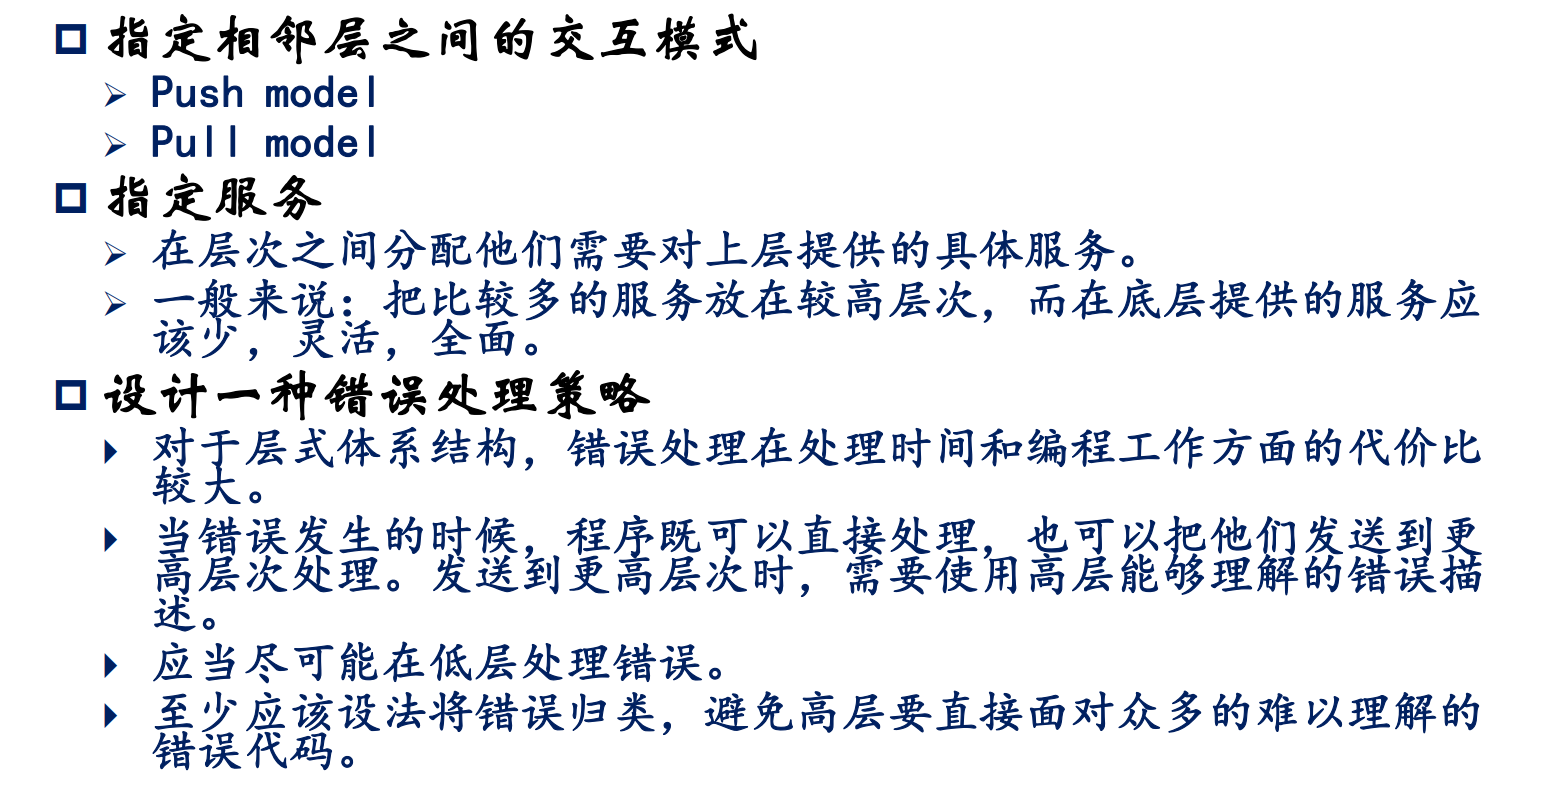 指定相邻层之间的交互模式
Push model
Pull model
指定服务
在层次之间分配他们需要对上层提供的具体服务。
一般来说：把比较多的服务放在较高层次，而在底层提供的服务应
该少，灵活，全面。
设计一种错误处理策略
对于层式体系结构，错误处理在处理时间和编程工作方面的代价比
较大。
当错误发生的时候，程序既可以直接处理，也可以把他们发送到更
高层次处理。发送到更高层次时，需要使用高层能够理解的错误描
述。
应当尽可能在低层处理错误。
至少应该设法将错误归类，避免高层要直接面对众多的难以理解的
错误代码。